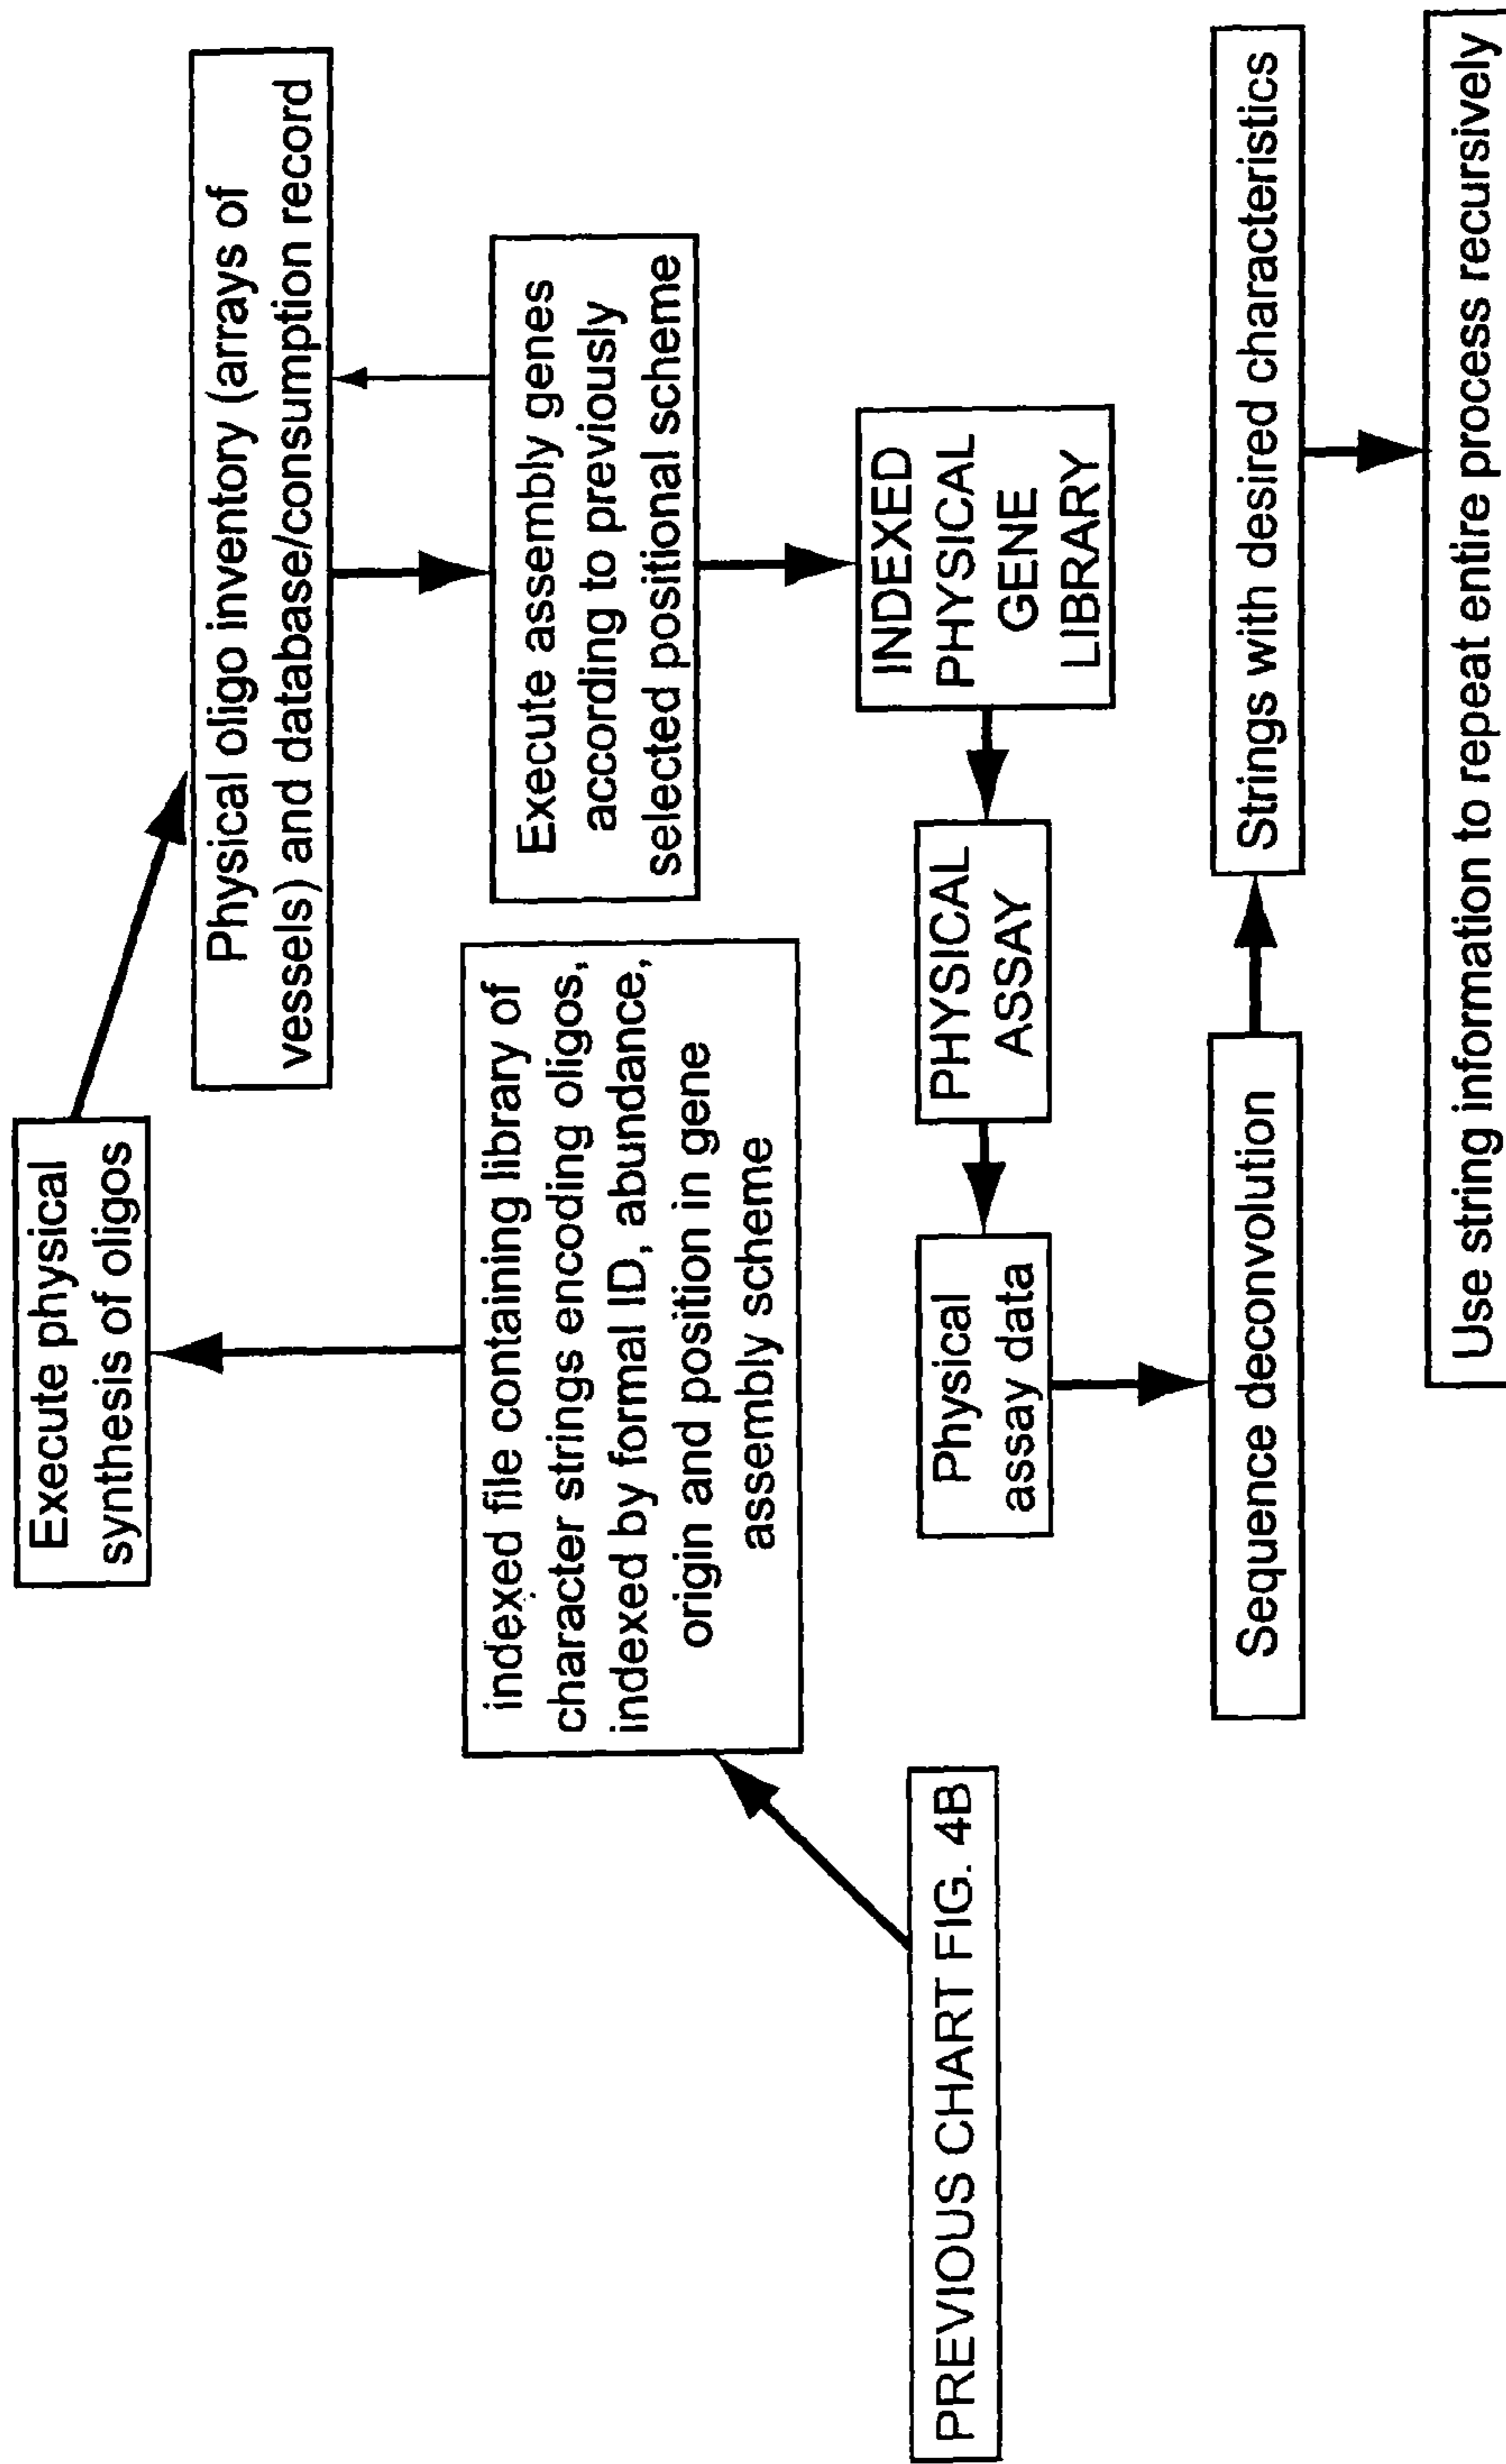 Execute physical
synthesis of oligos
Physical oligo inventory (arrays of
vessels) and database/consumption record
indexed file containing library of
character strings encoding oligos,
indexed by formal ID, abundance,
origin and position in gene
assembly scheme
Execute assembly genes
according to previously
selected positional scheme
PREVIOUS CHART FIG. 4B
INDEXED
PHYSICAL
GENE
LIBRARY
PHYSICAL
ASSAY
Physical
assay data
Sequence deconvolution
Strings with desired characteristics
Use string information to repeat entire process recursively